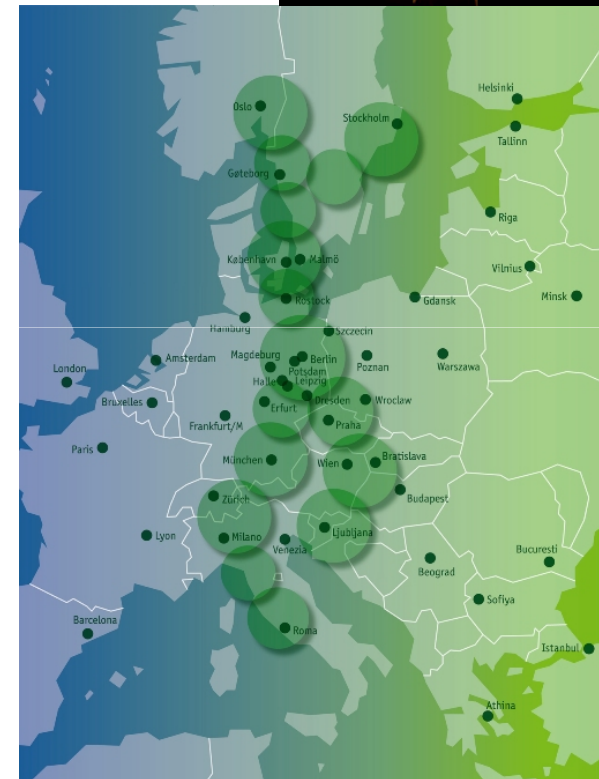 Helsinki
Oslo
Stockholm
Tallinn
Gøteborg
Riga
København
Malmö
Vilnius
Minsk
Rostock
Gdansk
Hamburg
Szczecin
Amsterdam
Magdeburg
Berlin
Poznan
Warszawa
London
Potsdam
Halle
Leipzig
Bruxelles
Erfurt
Dresden
Wroclaw
Frankfurt/M
Praha
Paris
München
Wien
Bratislava
Zürich
Budapest
Lyon
Milano
Venezia
Ljubljana
Beograd
Bucuresti
Sofiya
Barcelona
Roma
Istanbul
Athina